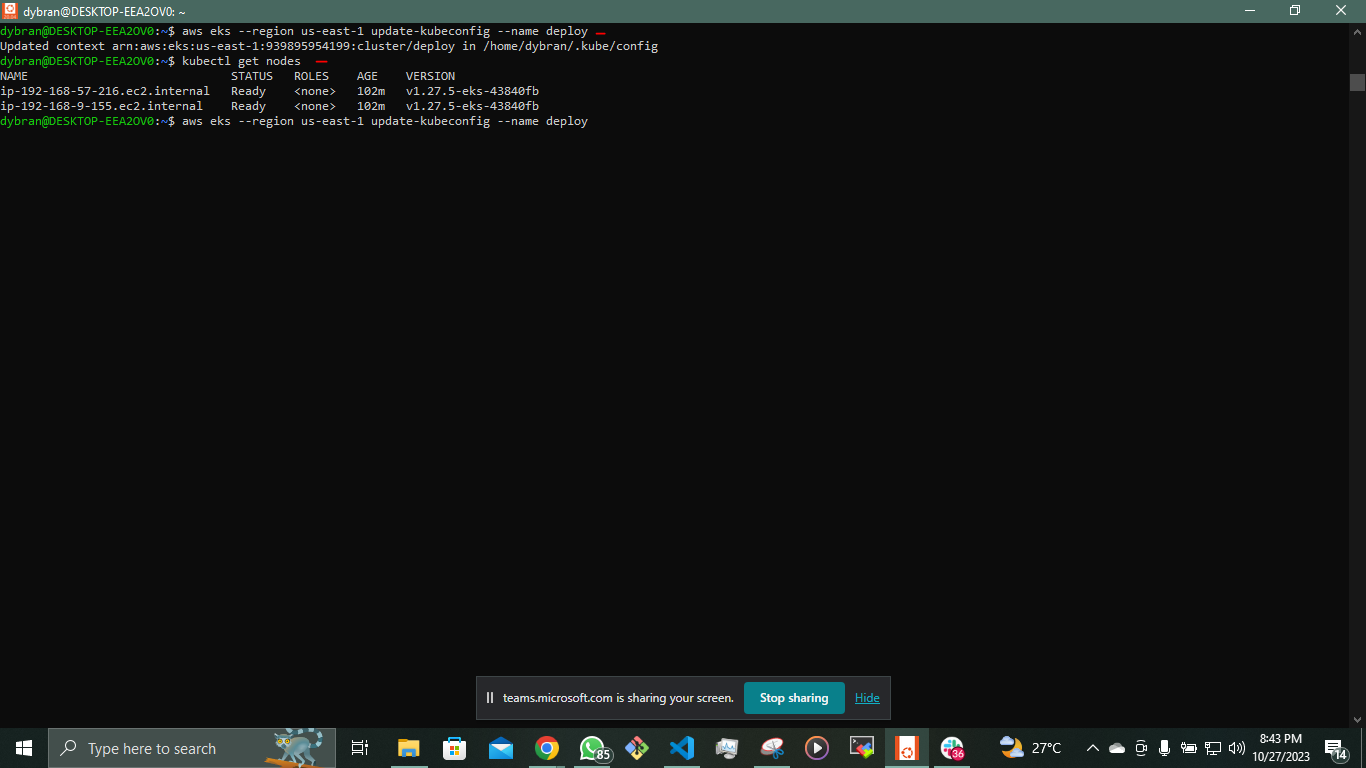 dybran@DESKTOP-EEA2OV0: ~
dybran@DESKTOP-EEA2OV0:~$ aws eks --region us-east-1 update-kubeconfig --name deploy
Updated context arn:aws:eks:us-east-1:939895954199:cluster/deploy in /home/dybran/.kube/config
dybran@DESKTOP-EEA2OV0:~$ kubectl get nodes
NAME STATUS ROLES AGE VERSION
ip-192-168-57-216.ec2.internal Ready <none> 102m v1.27.5-eks-43840fb
ip-192-168-9-155.ec2.internal Ready <none> 102m v1.27.5-eks-43840fb
dybran@DESKTOP-EEA2OV0:~$ aws eks --region us-east-1 update-kubeconfig --name deploy
teams.microsoft.com is sharing your screen. Stop sharing Hide
Type here to search 85 36 27°C 8:43 PM 14
10/27/2023